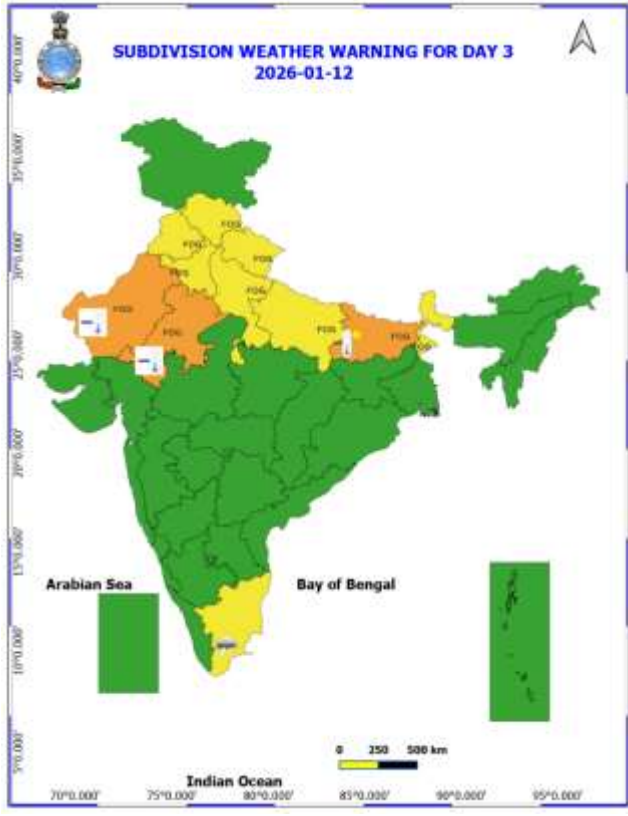 SUBDIVISION WEATHER WARNING FOR DAY 3
2026-01-12
40°0.000'
35°0.000'
30°0.000'
25°0.000'
20°0.000'
15°0.000'
10°0.000'
5°0.000'
FOG
FOG
FOG
FOG
FOG
FOG
FOG
FOG
FOG
Arabian Sea
Bay of Bengal
0 250 500 km
Indian Ocean
70°0.000' 75°0.000' 80°0.000' 85°0.000' 90°0.000' 95°0.000'